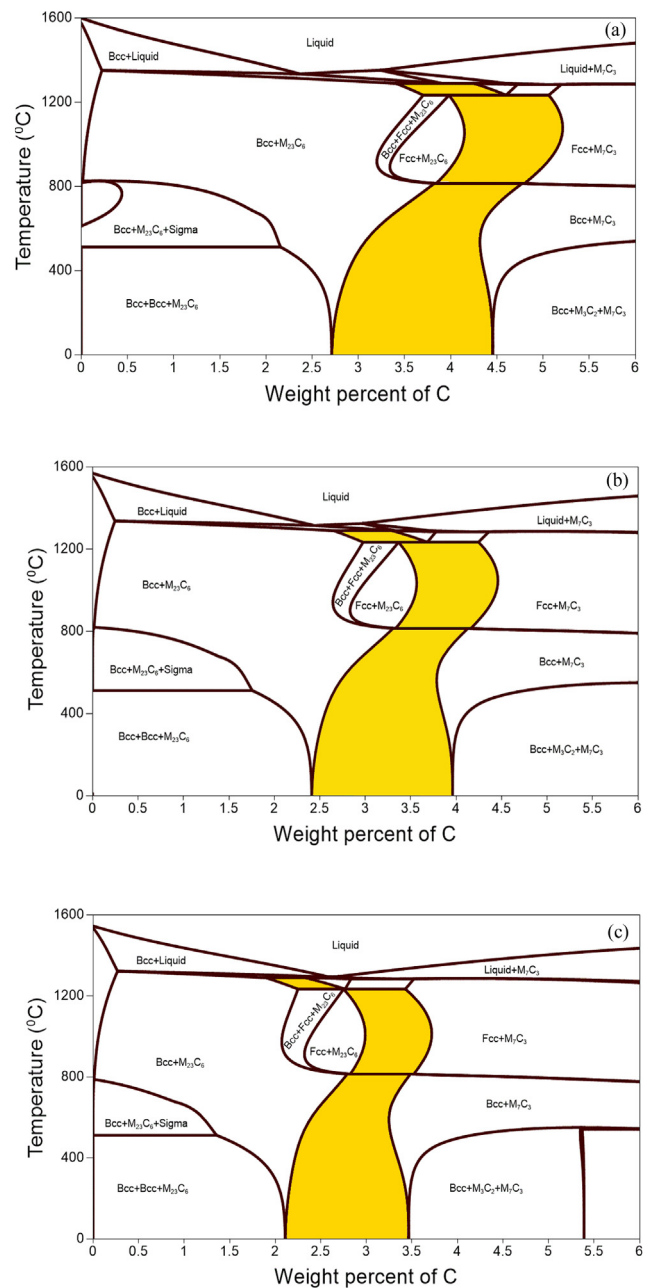 (a)
1600
Liquid
Bcc+Liquid
Liquid+M7C3
1200
Bcc+M23C6
Bcc+Fcc+M23C6
Fcc+M23C6
Fcc+M7C3
800
Bcc+M7C3
Bcc+M23C6+Sigma
400
Bcc+Bcc+M23C6
Bcc+M3C2+M7C3
0
Temperature (⁰C)
0 0.5 1 1.5 2 2.5 3 3.5 4 4.5 5 5.5 6
Weight percent of C
(b)
1600
Liquid
Bcc+Liquid
Liquid+M7C3
1200
Bcc+M23C6
Bcc+Fcc+M23C6
Fcc+M23C6
Fcc+M7C3
800
Bcc+M23C6+Sigma
Bcc+M7C3
400
Bcc+Bcc+M23C6
Bcc+M3C2+M7C3
0
Temperature (⁰C)
0 0.5 1 1.5 2 2.5 3 3.5 4 4.5 5 5.5 6
Weight percent of C
(c)
1600
Liquid
Bcc+Liquid
Liquid+M7C3
1200
Bcc+Fcc+M23C6
Fcc+M7C3
Fcc+M23C6
Bcc+M23C6
800
Bcc+M7C3
Bcc+M23C6+Sigma
400
Bcc+Bcc+M23C6
Bcc+M3C2+M7C3
0
Temperature (⁰C)
0 0.5 1 1.5 2 2.5 3 3.5 4 4.5 5 5.5 6
Weight percent of C